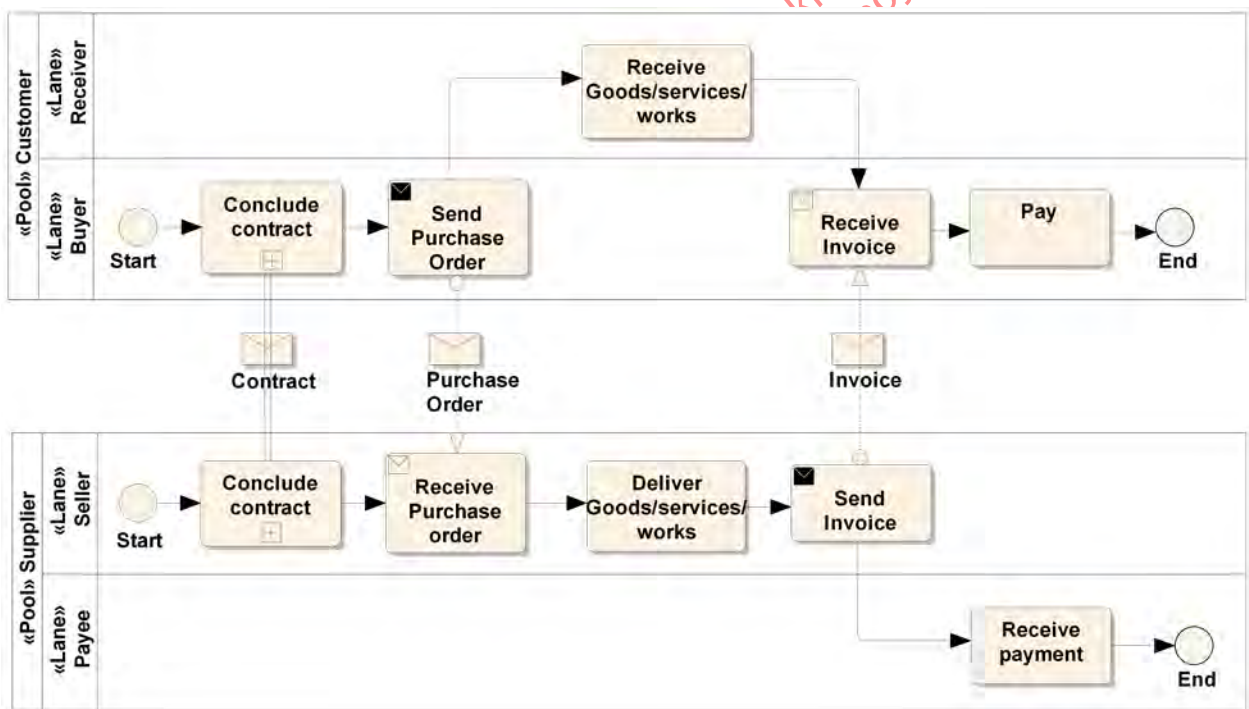 «Pool» Customer
«Lane»
Receiver
Receive
Goods/services/
works
«Lane»
Buyer
Start
Conclude
contract
Send
Purchase
Order
Receive
Invoice
Pay
End
Contract
Purchase
Order
Invoice
«Pool» Supplier
«Lane»
Seller
Start
Conclude
contract
Receive
Purchase
order
Deliver
Goods/services/
works
Send
Invoice
«Lane»
Payee
Receive
payment
End